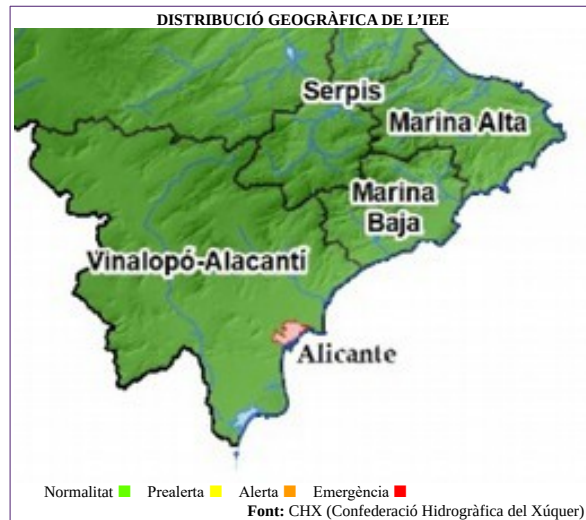 DISTRIBUCIÓ GEOGRÀFICA DE L’IEE
Serpis
Marina Alta
Marina
Baja
Vinalopó-Alacantí
Alicante
Normalitat Prealerta Alerta Emergència
Font: CHX (Confederació Hidrogràfica del Xúquer)